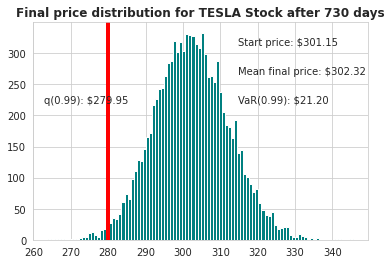 Final price distribution for TESLA Stock after 730 days
Start price: $301.15
Mean final price: $302.32
q(0.99): $279.95
VaR(0.99): $21.20
350
300
250
200
150
100
50
0
260 270 280 290 300 310 320 330 340